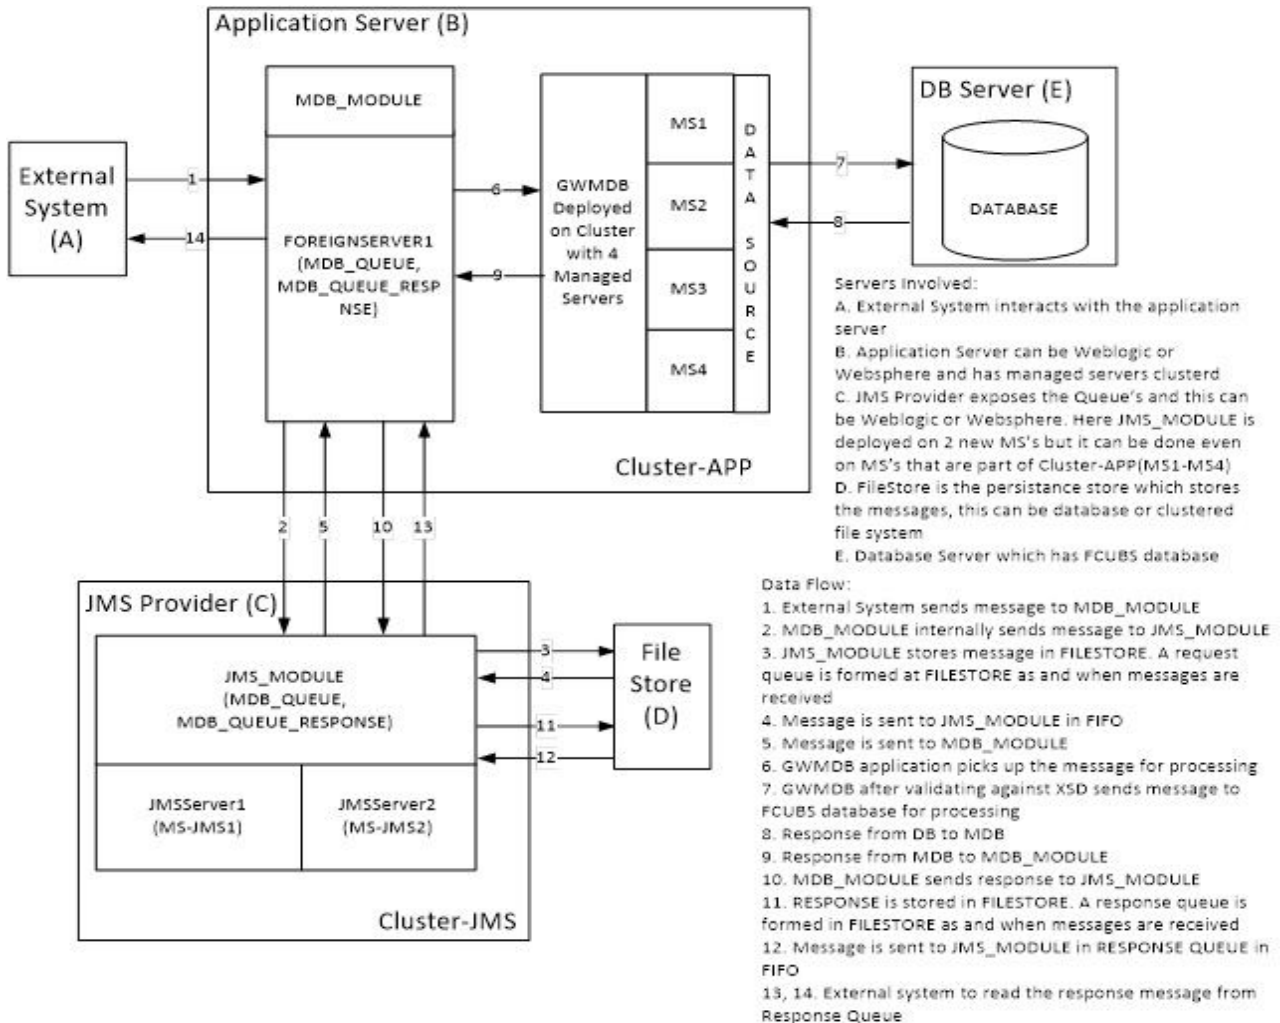 Application Server (B)
MDB_MODULE
FOREIGNSERVER1
(MDB_QUEUE,
MDB_QUEUE_RESP
NSE)
External
System
(A)
1
14
6
9
GWMDB
Deployed
on Cluster
with 4
Managed
Servers
MS1
MS2
MS3
MS4
D
A
T
A
S
O
U
R
C
E
Cluster-APP
7
8
DB Server (E)
DATABASE
Servers Involved:
A. External System interacts with the application
server
B. Application Server can be Weblogic or
Websphere and has managed servers clusterd
C. JMS Provider exposes the Queue's and this can
be Weblogic or Websphere. Here JMS_MODULE is
deployed on 2 new MS's but it can be done even
on MS's that are part of Cluster-APP(MS1-MS4)
D. FileStore is the persistance store which stores
the messages, this can be database or clustered
file system
E. Database Server which has FCUBS database
2
5
10
13
JMS Provider (C)
JMS_MODULE
(MDB_QUEUE,
MDB_QUEUE_RESPONSE)
JMSServer1
(MS-JMS1)
JMSServer2
(MS-JMS2)
Cluster-JMS
3
4
11
12
File
Store
(D)
Data Flow:
1. External System sends message to MDB_MODULE
2. MDB_MODULE internally sends message to JMS_MODULE
3. JMS_MODULE stores message in FILESTORE. A request
queue is formed at FILESTORE as and when messages are
received
4. Message is sent to JMS_MODULE in FIFO
5. Message is sent to MDB_MODULE
6. GWMDB application picks up the message for processing
7. GWMDB after validating against XSD sends message to
FCUBS database for processing
8. Response from DB to MDB
9. Response from MDB to MDB_MODULE
10. MDB_MODULE sends response to JMS_MODULE
11. RESPONSE is stored in FILESTORE. A response queue is
formed in FILESTORE as and when messages are received
12. Message is sent to JMS_MODULE in RESPONSE QUEUE in
FIFO
13, 14. External system to read the response message from
Response Queue